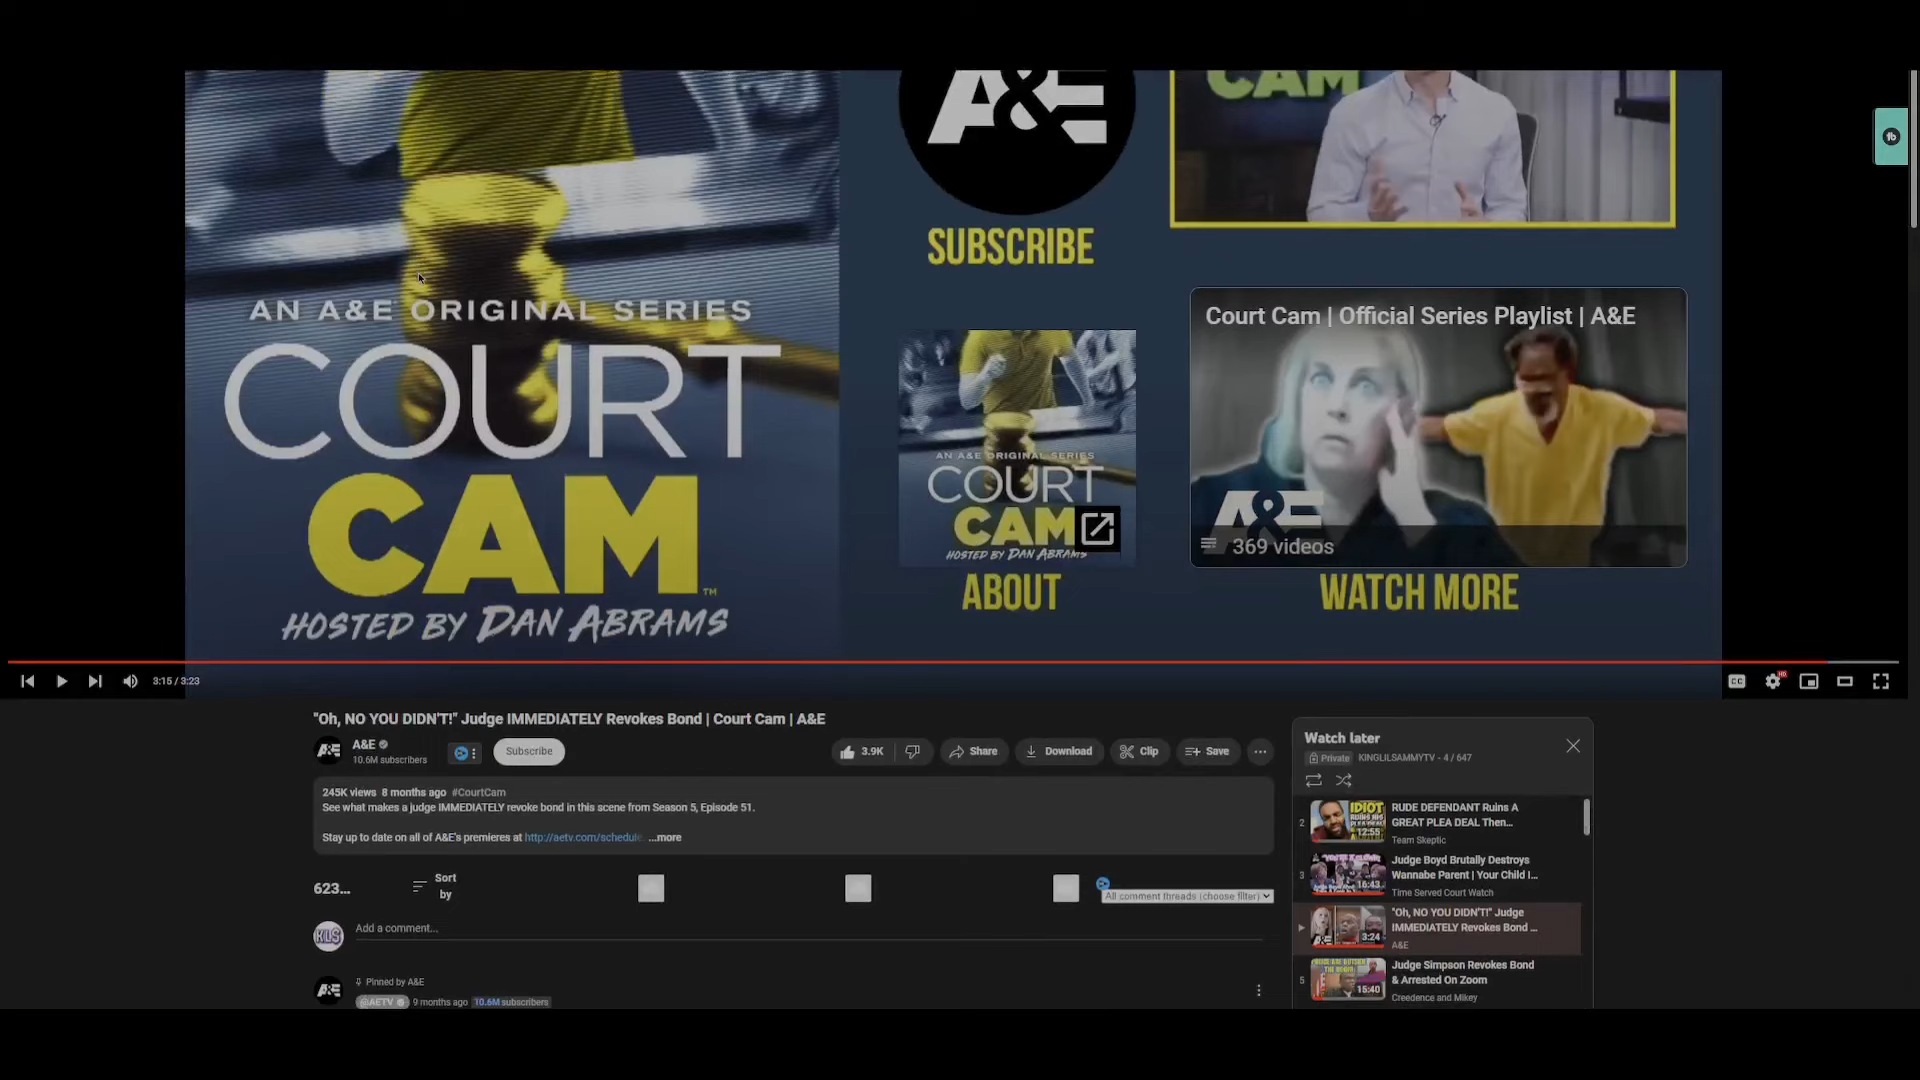 CAM
A&E
SUBSCRIBE
AN A&E ORIGINAL SERIES
COURT
CAM™
HOSTED BY DAN ABRAMS
AN A&E ORIGINAL SERIES
COURT
CAM
HOSTED BY DAN ABRAMS
ABOUT
Court Cam | Official Series Playlist | A&E
A&E
369 videos
WATCH MORE
3:15 / 3:23
CC
HD
"Oh, NO YOU DIDN'T!" Judge IMMEDIATELY Revokes Bond | Court Cam | A&E
A&E
10.6M subscribers
Subscribe
3.9K
Share
Download
Clip
Save
245K views 8 months ago #CourtCam
See what makes a judge IMMEDIATELY revoke bond in this scene from Season 5, Episode 51.
Stay up to date on all of A&E's premieres at http://aetv.com/schedule. ...more
623...
Sort by
All comment threads (choose filter)
KLS
Add a comment...
Pinned by A&E
@AETV 9 months ago 10.6M subscribers
Watch later
Private KINGLILSAMMYTV - 4 / 647
2
IDIOT
12:55
RUDE DEFENDANT Ruins A
GREAT PLEA DEAL Then...
Team Skeptic
3
16:43
Judge Boyd Brutally Destroys
Wannabe Parent | Your Child I...
Time Served Court Watch
3:24
"Oh, NO YOU DIDN'T!" Judge
IMMEDIATELY Revokes Bond ...
A&E
5
15:40
Judge Simpson Revokes Bond
& Arrested On Zoom
Creedence and Mikey